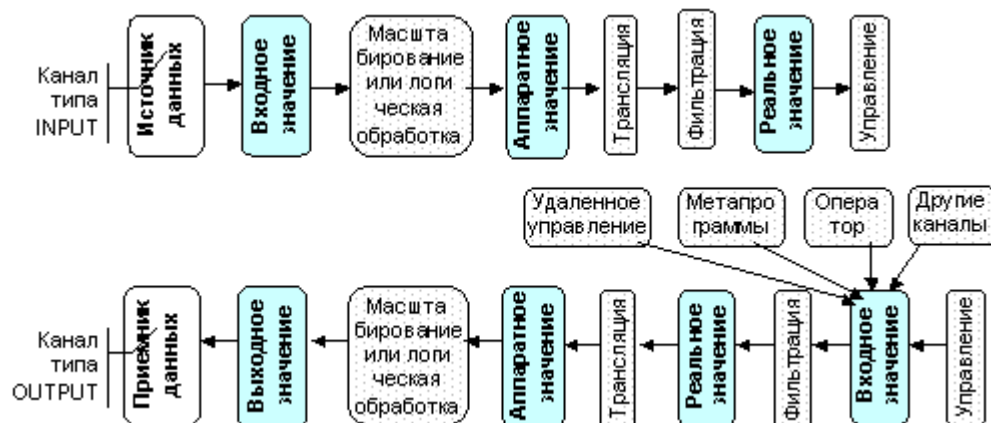 Канал
типа
INPUT
Источник
данных
Входное
значение
Масшта
бирование
или логи
ческая
обработка
Аппаратное
значение
Трансляция
Фильтрация
Реальное
значение
Управление
Удаленное
управление
Метапро
граммы
Опера
тор
Другие
каналы
Канал
типа
OUTPUT
Приемник
данных
Выходное
значение
Масшта
бирование
или логи
ческая
обработка
Аппаратное
значение
Трансляция
Реальное
значение
Фильтрация
Входное
значение
Управление